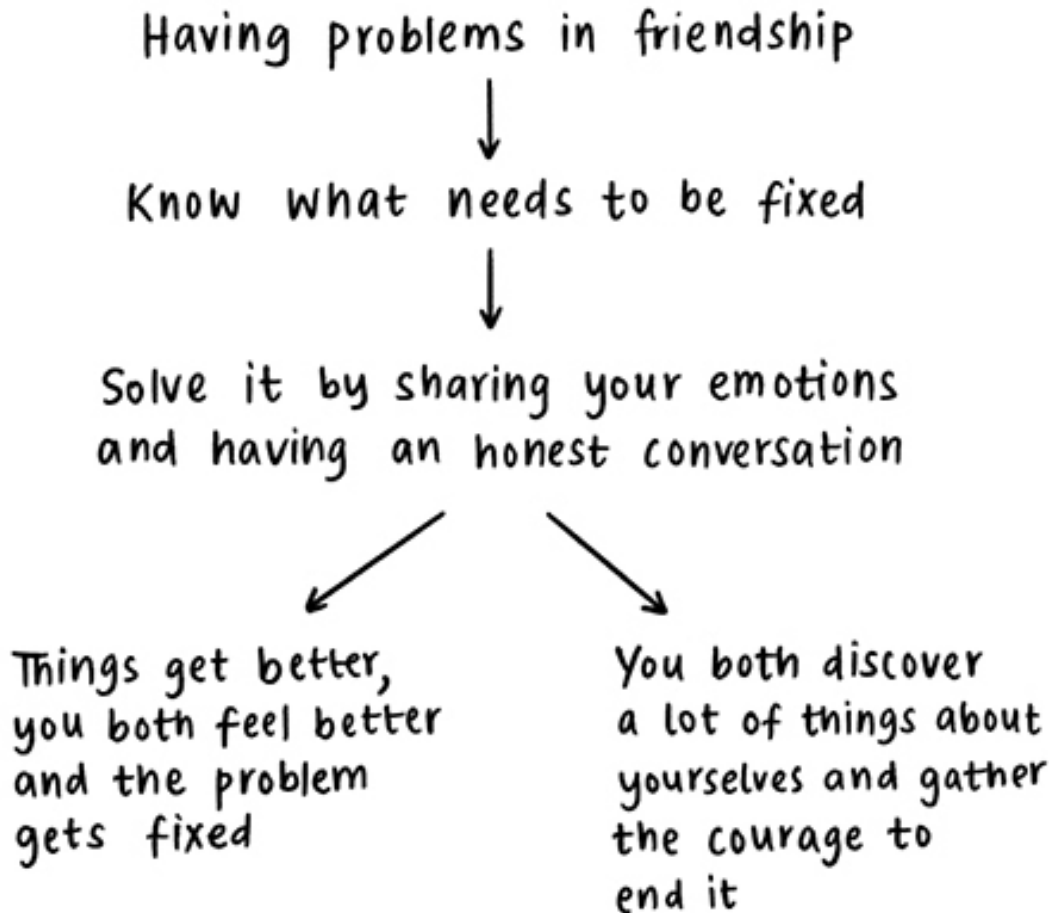 Having problems in friendship
Know what needs to be fixed
Solve it by sharing your emotions
and having an honest conversation
Things get better,
you both feel better
and the problem
gets fixed
You both discover
a lot of things about
yourselves and gather
the courage to
end it